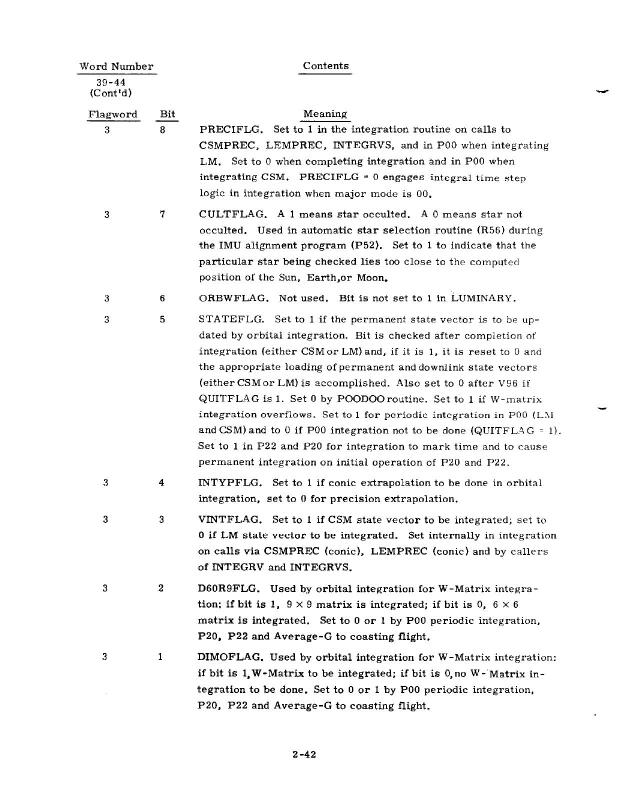 Word Number Contents
39-44
(Cont'd)
Flagword Bit Meaning
3 8 PRECIFLG. Set to 1 in the integration routine on calls to
CSMPREC, LEMPREC, INTEGRVS, and in P00 when integrating
LM. Set to 0 when completing integration and in P00 when
integrating CSM. PRECIFLG = 0 engages integral time step
logic in integration when major mode is 00.
3 7 CULTFLAG. A 1 means star occulted. A 0 means star not
occulted. Used in automatic star selection routine (R56) during
the IMU alignment program (P52). Set to 1 to indicate that the
particular star being checked lies too close to the computed
position of the Sun, Earth,or Moon.
3 6 ORBWFLAG. Not used. Bit is not set to 1 in LUMINARY.
3 5 STATEFLG. Set to 1 if the permanent state vector is to be up-
dated by orbital integration. Bit is checked after completion of
integration (either CSM or LM) and, if it is 1, it is reset to 0 and
the appropriate loading of permanent and downlink state vectors
(either CSM or LM) is accomplished. Also set to 0 after V96 if
QUITFLAG is 1. Set 0 by POODOO routine. Set to 1 if W-matrix
integration overflows. Set to 1 for periodic integration in P00 (LM
and CSM) and to 0 if P00 integration not to be done (QUITFLAG = 1).
Set to 1 in P22 and P20 for integration to mark time and to cause
permanent integration on initial operation of P20 and P22.
3 4 INTYPFLG. Set to 1 if conic extrapolation to be done in orbital
integration, set to 0 for precision extrapolation.
3 3 VINTFLAG. Set to 1 if CSM state vector to be integrated; set to
0 if LM state vector to be integrated. Set internally in integration
on calls via CSMPREC (conic), LEMPREC (conic) and by callers
of INTEGRV and INTEGRVS.
3 2 D60R9FLG. Used by orbital integration for W-Matrix integra-
tion; if bit is 1, 9 × 9 matrix is integrated; if bit is 0, 6 × 6
matrix is integrated. Set to 0 or 1 by P00 periodic integration,
P20, P22 and Average-G to coasting flight.
3 1 DIMOFLAG. Used by orbital integration for W-Matrix integration:
if bit is 1, W-Matrix to be integrated; if bit is 0, no W-Matrix in-
tegration to be done. Set to 0 or 1 by P00 periodic integration,
P20, P22 and Average-G to coasting flight.
2-42